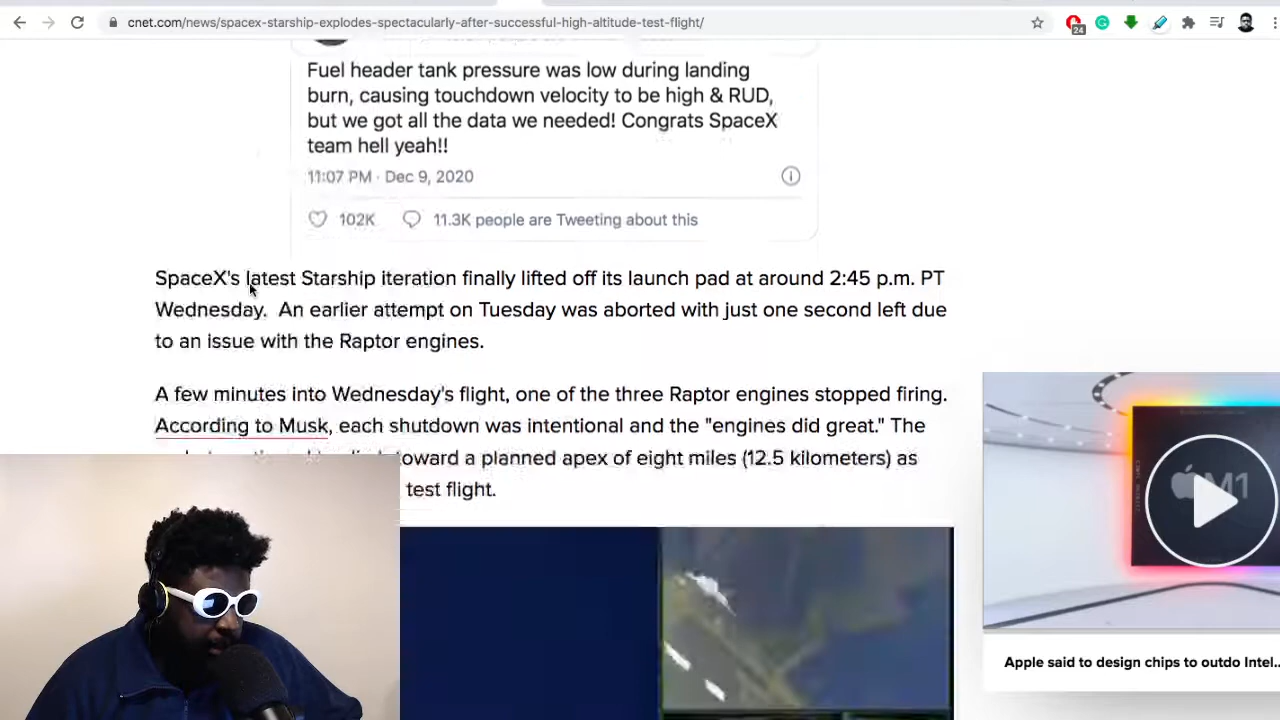 cnet.com/news/spacex-starship-explodes-spectacularly-after-successful-high-altitude-test-flight/
24
Fuel header tank pressure was low during landing
burn, causing touchdown velocity to be high & RUD,
but we got all the data we needed! Congrats SpaceX
team hell yeah!!
11:07 PM · Dec 9, 2020
102K 11.3K people are Tweeting about this
SpaceX's latest Starship iteration finally lifted off its launch pad at around 2:45 p.m. PT
Wednesday. An earlier attempt on Tuesday was aborted with just one second left due
to an issue with the Raptor engines.
A few minutes into Wednesday's flight, one of the three Raptor engines stopped firing.
According to Musk, each shutdown was intentional and the "engines did great." The
toward a planned apex of eight miles (12.5 kilometers) as
test flight.
M1
Apple said to design chips to outdo Intel...